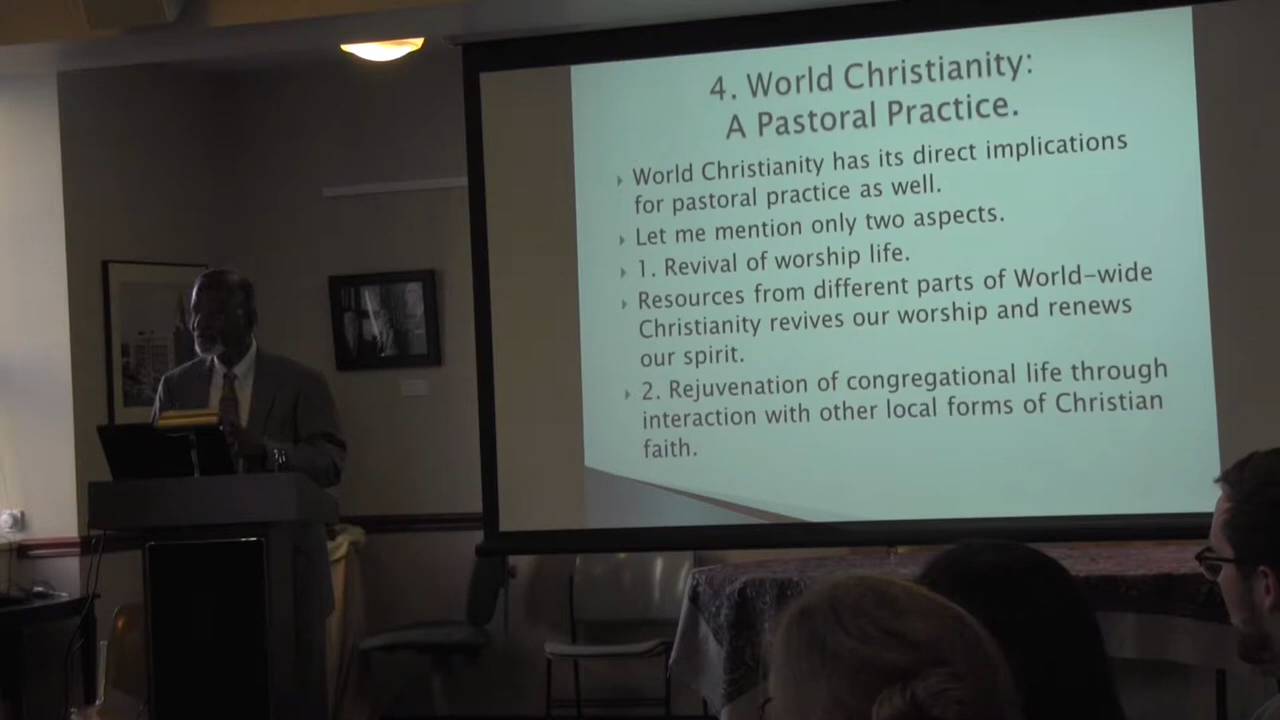 4. World Christianity:
A Pastoral Practice.
World Christianity has its direct implications
for pastoral practice as well.
Let me mention only two aspects.
1. Revival of worship life.
Resources from different parts of World-wide
Christianity revives our worship and renews
our spirit.
2. Rejuvenation of congregational life through
interaction with other local forms of Christian
faith.